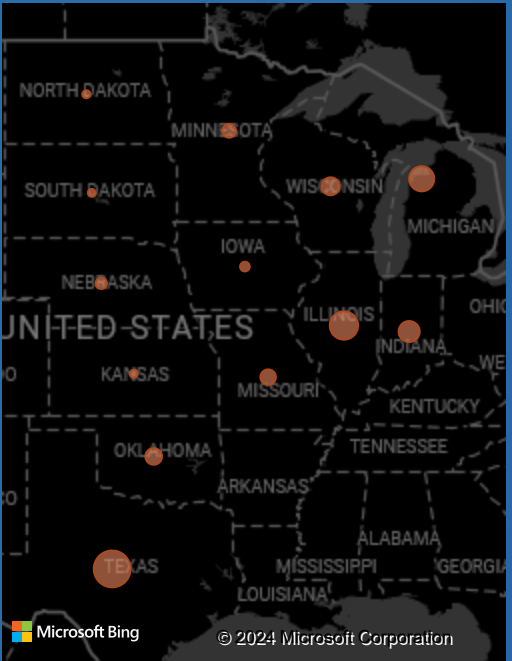 NORTH DAKOTA
MINNESOTA
SOUTH DAKOTA
WISCONSIN
MICHIGAN
IOWA
NEBRASKA
ILLINOIS
OHIO
UNITED STATES
INDIANA
KANSAS
MISSOURI
KENTUCKY
OKLAHOMA
TENNESSEE
ARKANSAS
ALABAMA
TEXAS
MISSISSIPPI
GEORGIA
LOUISIANA
Microsoft Bing
© 2024 Microsoft Corporation